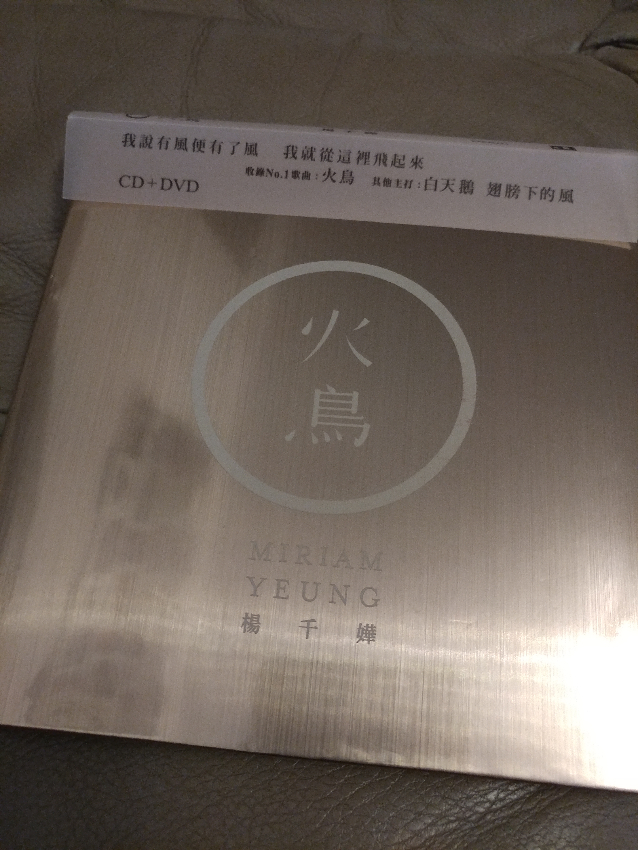 我說有風便有了風　我就從這裡飛起來
CD+DVD　收錄No.1歌曲：火鳥　其他主打：白天鵝　翅膀下的風
火
鳥
MIRIAM
YEUNG
楊千嬅